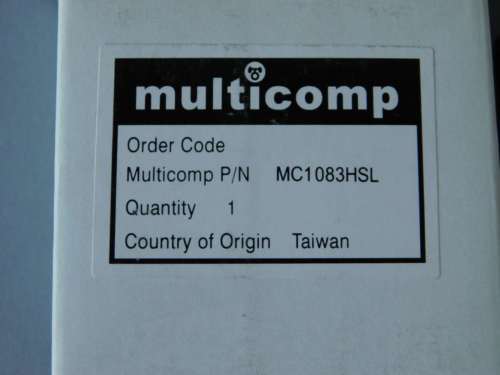 multicomp
Order Code
Multicomp P/N MC1083HSL
Quantity 1
Country of Origin Taiwan